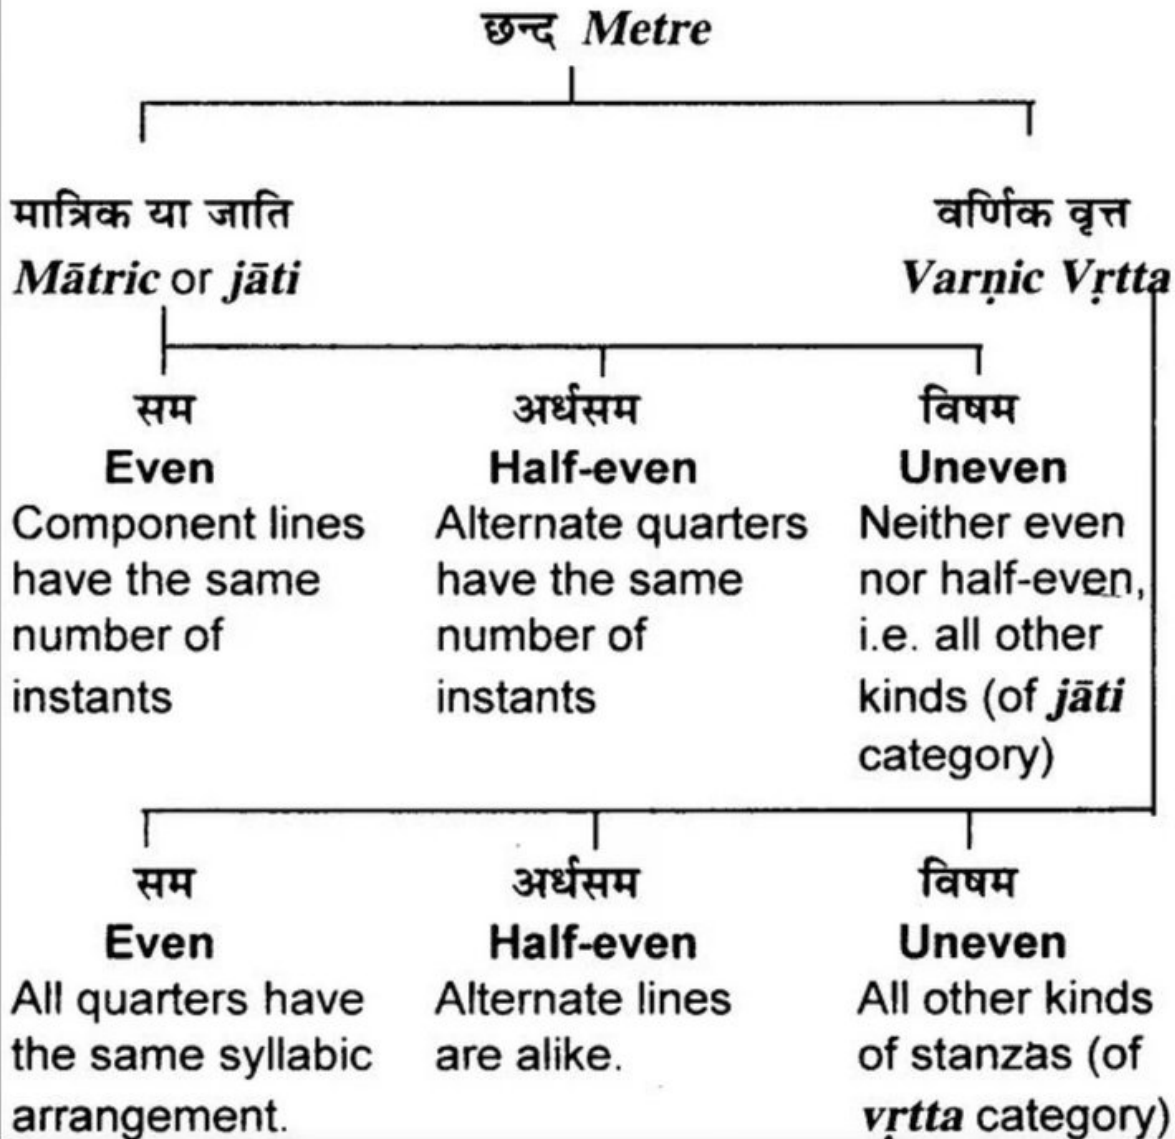 छन्द Metre
मात्रिक या जाति
Mātric or jāti
वर्णिक वृत्त
Varṇic Vṛtta
सम
Even
Component lines
have the same
number of
instants
अर्धसम
Half-even
Alternate quarters
have the same
number of
instants
विषम
Uneven
Neither even
nor half-even,
i.e. all other
kinds (of jāti
category)
सम
Even
All quarters have
the same syllabic
arrangement.
अर्धसम
Half-even
Alternate lines
are alike.
विषम
Uneven
All other kinds
of stanzas (of
vṛtta category)